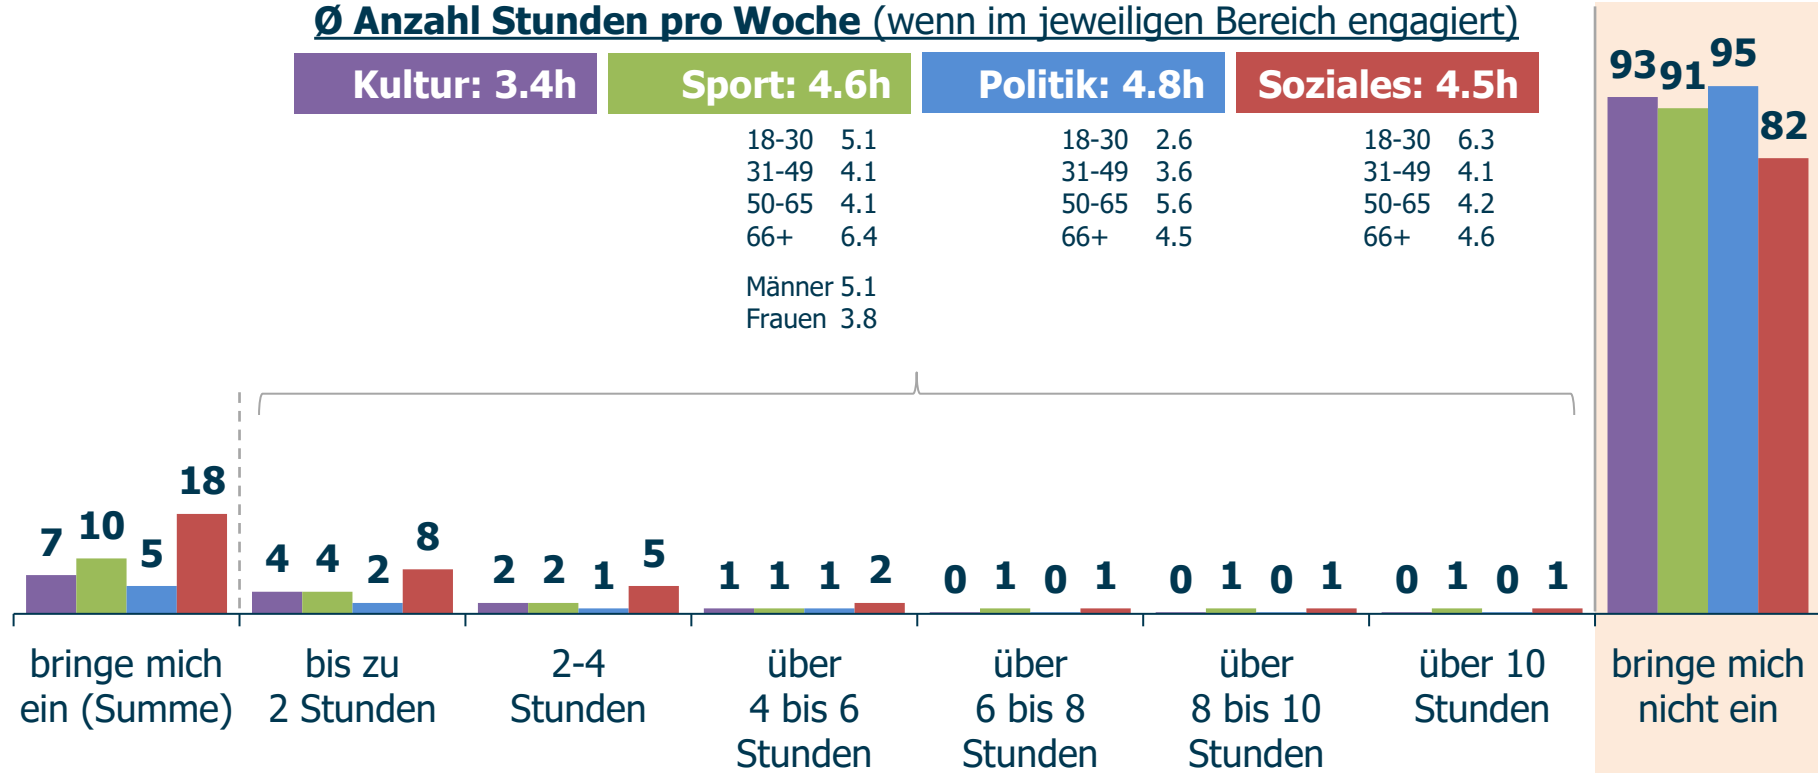 Ø Anzahl Stunden pro Woche (wenn im jeweiligen Bereich engagiert)
Kultur: 3.4h
Sport: 4.6h
18-30 5.1
31-49 4.1
50-65 4.1
66+ 6.4
Männer 5.1
Frauen 3.8
Politik: 4.8h
18-30 2.6
31-49 3.6
50-65 5.6
66+ 4.5
Soziales: 4.5h
18-30 6.3
31-49 4.1
50-65 4.2
66+ 4.6
7 10 5 18
4 4 2 8
2 2 1 5
1 1 1 2
0 1 0 1
0 1 0 1
0 1 0 1
93 91 95 82
bringe mich
ein (Summe)
bis zu
2 Stunden
2-4
Stunden
über
4 bis 6
Stunden
über
6 bis 8
Stunden
über
8 bis 10
Stunden
über 10
Stunden
bringe mich
nicht ein